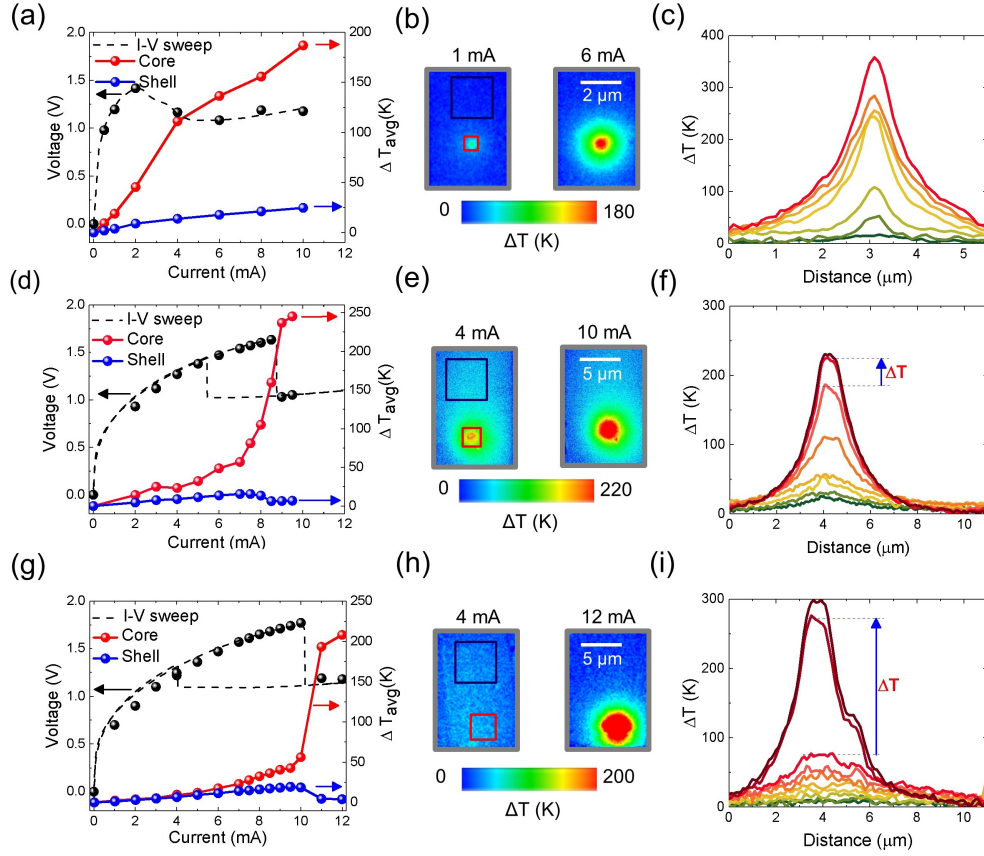 (a)
I-V sweep
Core
Shell
Voltage (V)
2.0
1.5
1.0
0.5
0.0
200
150
100
50
0
Δ Tavg(K)
0 2 4 6 8 10 12
Current (mA)
(b)
1 mA
6 mA
2 μm
0
180
ΔT (K)
(c)
ΔT (K)
400
300
200
100
0
0 1 2 3 4 5
Distance (μm)
(d)
I-V sweep
Core
Shell
Voltage (V)
2.0
1.5
1.0
0.5
0.0
250
200
150
100
50
0
Δ Tavg(K)
0 2 4 6 8 10 12
Current (mA)
(e)
4 mA
10 mA
5 μm
0
220
ΔT (K)
(f)
ΔT (K)
300
200
100
0
ΔT
0 2 4 6 8 10
Distance (μm)
(g)
I-V sweep
Core
Shell
Voltage (V)
2.0
1.5
1.0
0.5
0.0
250
200
150
100
50
0
Δ Tavg(K)
0 2 4 6 8 10 12
Current (mA)
(h)
4 mA
12 mA
5 μm
0
200
ΔT (K)
(i)
ΔT (K)
300
200
100
0
ΔT
0 2 4 6 8 10
Distance (μm)